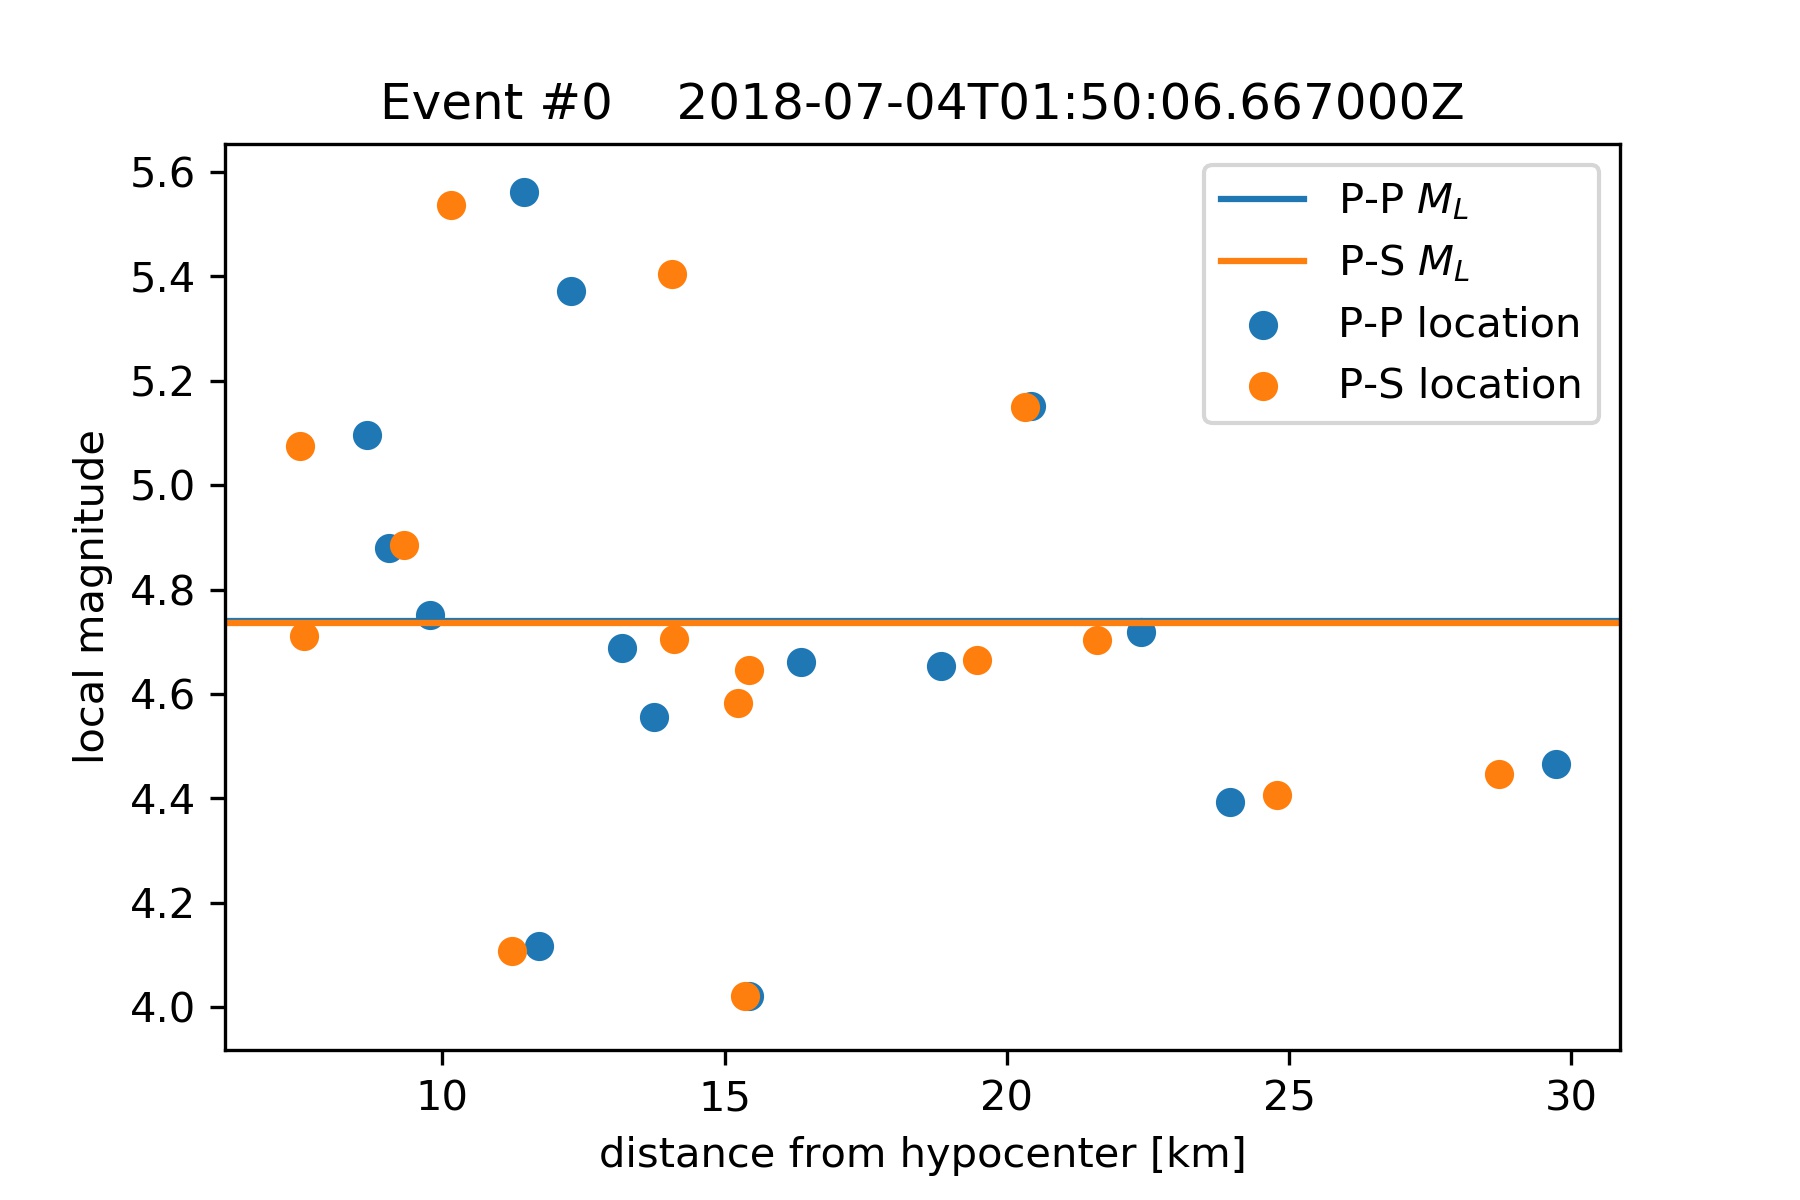 Event #0    2018-07-04T01:50:06.667000Z
5.6
5.4
5.2
5.0
4.8
4.6
4.4
4.2
4.0
local magnitude
P-P M_L
P-S M_L
P-P location
P-S location
10 15 20 25 30
distance from hypocenter [km]